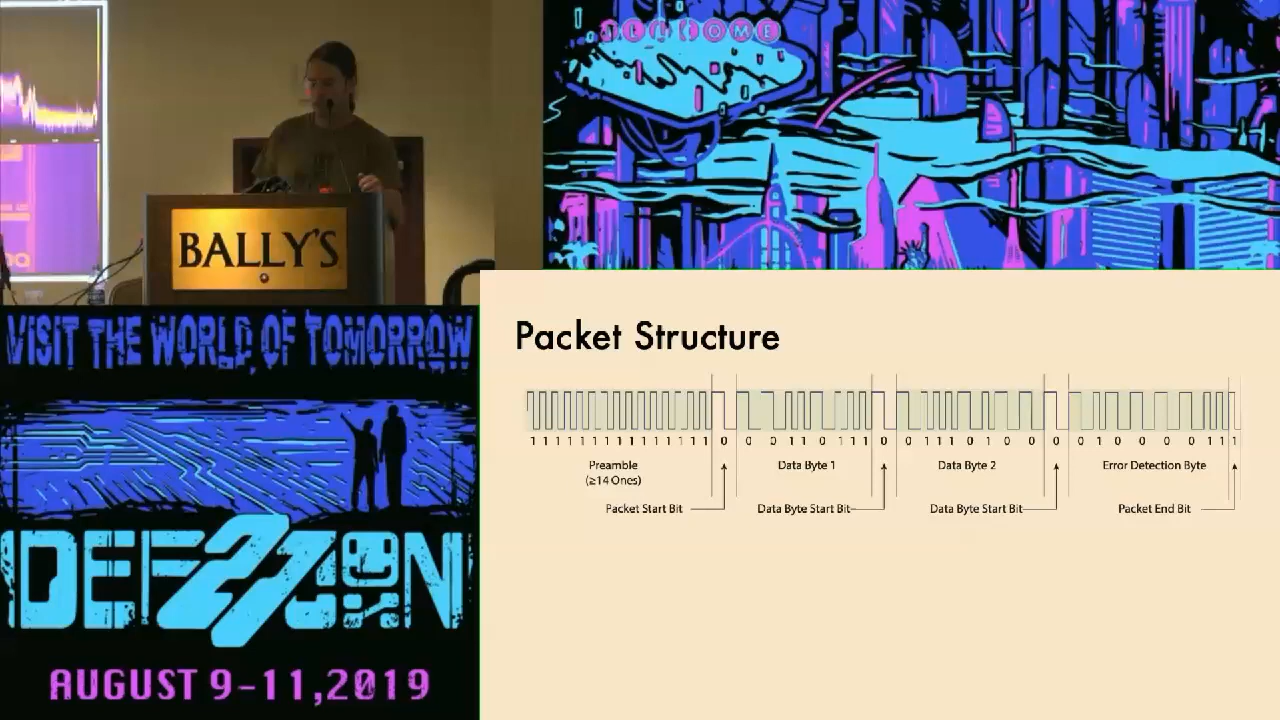 WELCOME
BALLY'S
VISIT THE WORLD OF TOMORROW
DEFCON
27
AUGUST 9-11,2019
Packet Structure
1 1 1 1 1 1 1 1 1 1 1 1 1 1 1 0 0 0 1 1 0 1 1 1 0 0 1 1 1 0 1 0 0 0 0 0 1 0 0 0 0 1 1 1
Preamble
(≥14 Ones)
Data Byte 1
Data Byte 2
Error Detection Byte
Packet Start Bit
Data Byte Start Bit
Data Byte Start Bit
Packet End Bit